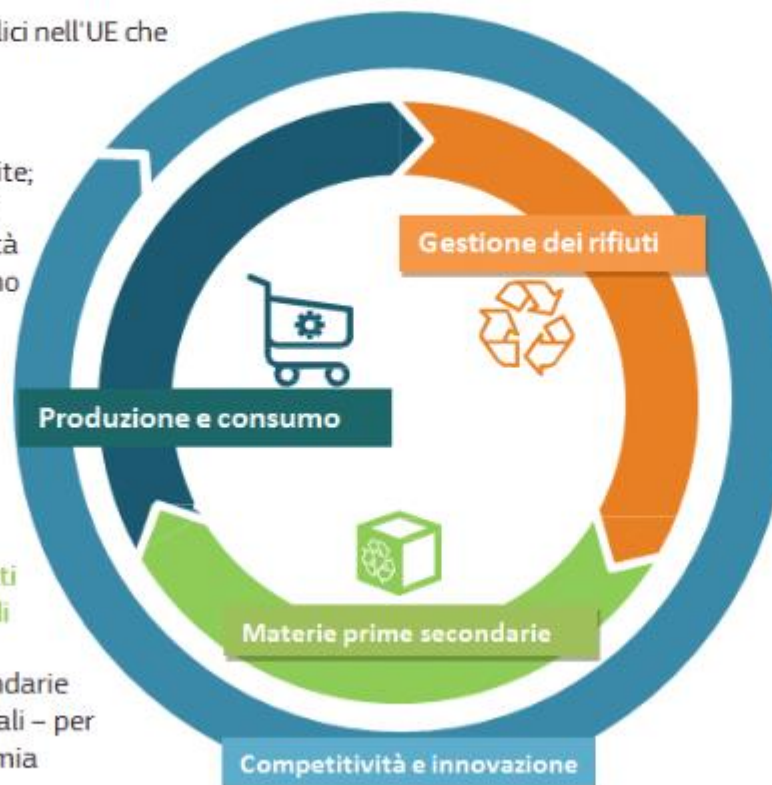 lici nell'UE che
ite;
tà
no
Gestione dei rifiuti
Produzione e consumo
ti
di
Materie prime secondarie
ndarie
ali – per
mia
Competitività e innovazione